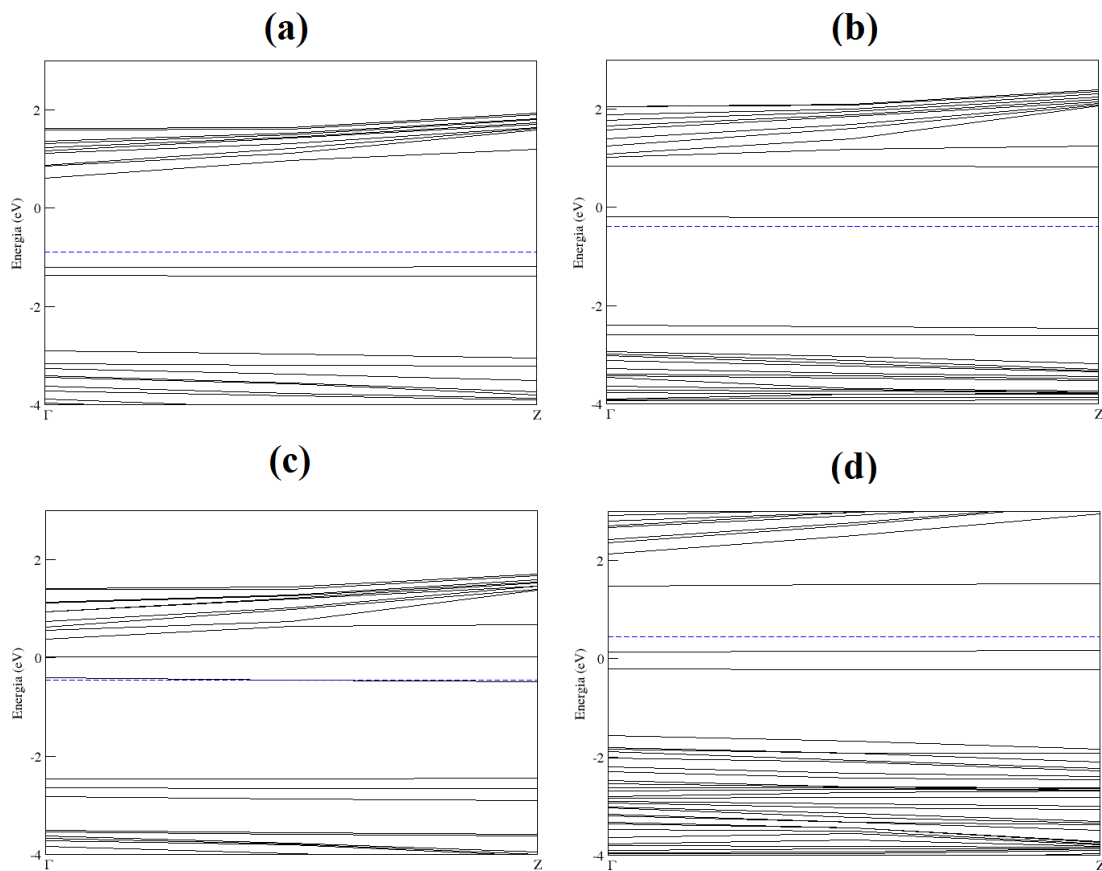 (a)
(b)
Energia (eV)
2
0
-2
-4
Γ
Z
Energia (eV)
2
0
-2
-4
Γ
Z
(c)
(d)
Energia (eV)
2
0
-2
-4
Γ
Z
Energia (eV)
2
0
-2
-4
Γ
Z